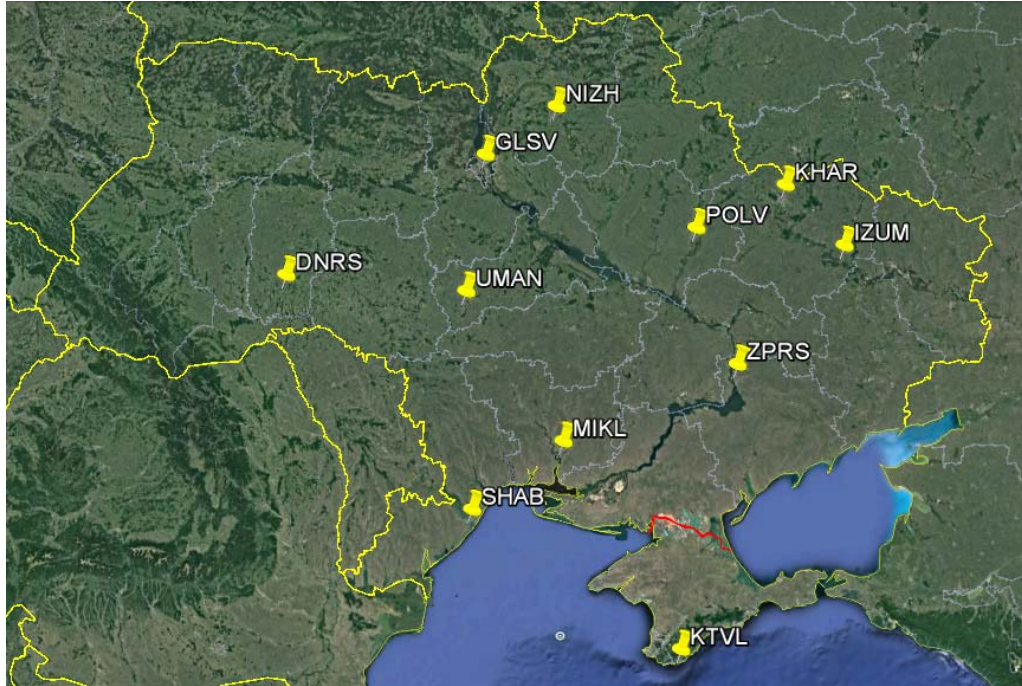 NIZH
GLSV
KHAR
POLV
IZUM
DNRS
UMAN
ZPRS
MIKL
SHAB
KTVL